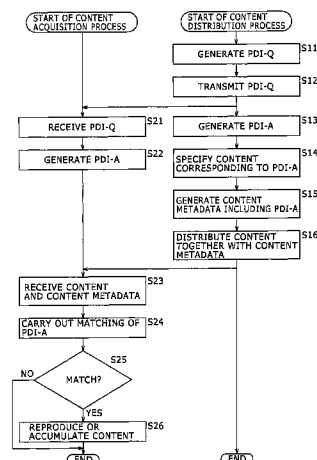 START OF CONTENT
ACQUISITION PROCESS
START OF CONTENT
DISTRIBUTION PROCESS
S11
GENERATE PDI-Q
S12
TRANSMIT PDI-Q
S21
RECEIVE PDI-Q
S13
GENERATE PDI-A
S22
GENERATE PDI-A
S14
SPECIFY CONTENT
CORRESPONDING TO PDI-A
S15
GENERATE CONTENT
METADATA INCLUDING PDI-A
S16
DISTRIBUTE CONTENT
TOGETHER WITH CONTENT
METADATA
S23
RECEIVE CONTENT
AND CONTENT METADATA
S24
CARRY OUT MATCHING OF
PDI-A
S25
MATCH?
NO
YES
S26
REPRODUCE OR
ACCUMULATE CONTENT
END
END